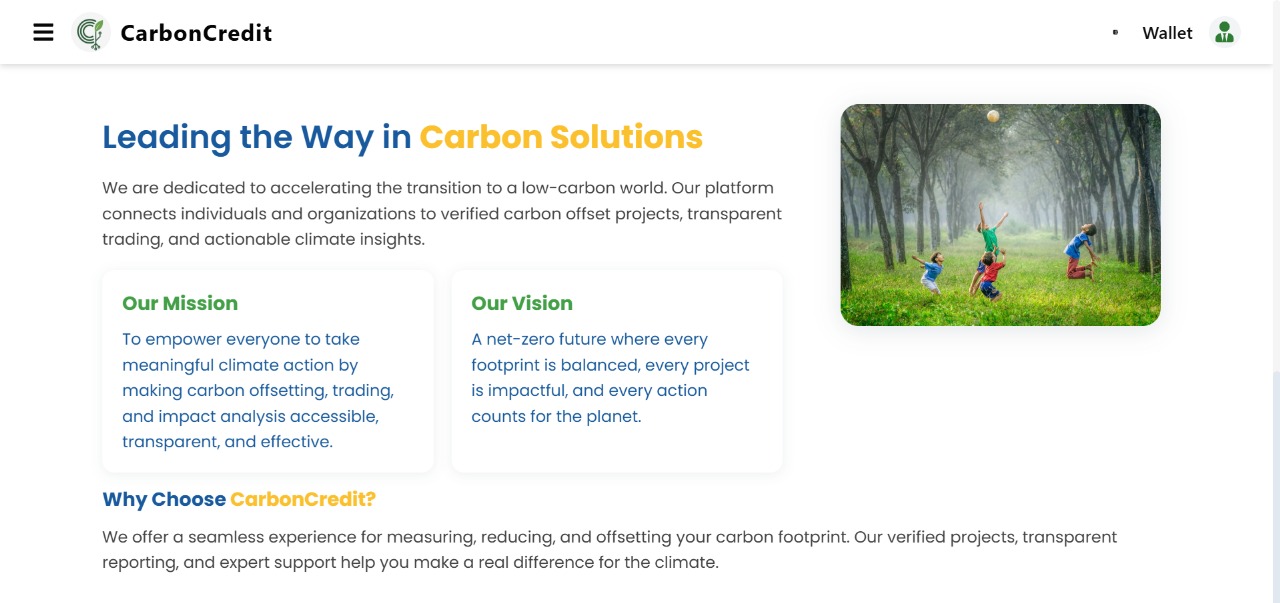 CarbonCredit
Wallet
Leading the Way in Carbon Solutions
We are dedicated to accelerating the transition to a low-carbon world. Our platform
connects individuals and organizations to verified carbon offset projects, transparent
trading, and actionable climate insights.
Our Mission
To empower everyone to take
meaningful climate action by
making carbon offsetting, trading,
and impact analysis accessible,
transparent, and effective.
Our Vision
A net-zero future where every
footprint is balanced, every project
is impactful, and every action
counts for the planet.
Why Choose CarbonCredit?
We offer a seamless experience for measuring, reducing, and offsetting your carbon footprint. Our verified projects, transparent
reporting, and expert support help you make a real difference for the climate.